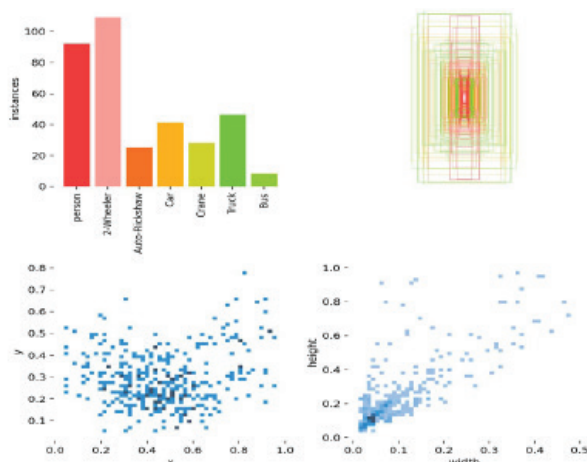 100
80
60
40
20
0
instances
person
2-Wheeler
Auto-Rickshaw
Car
Crane
Truck
Bus
0.8
0.7
0.6
0.5
0.4
0.3
0.2
0.1
y
0.0 0.2 0.4 0.6 0.8 1.0
x
1.0
0.8
0.6
0.4
0.2
0.0
height
0.0 0.1 0.2 0.3 0.4 0.5
width